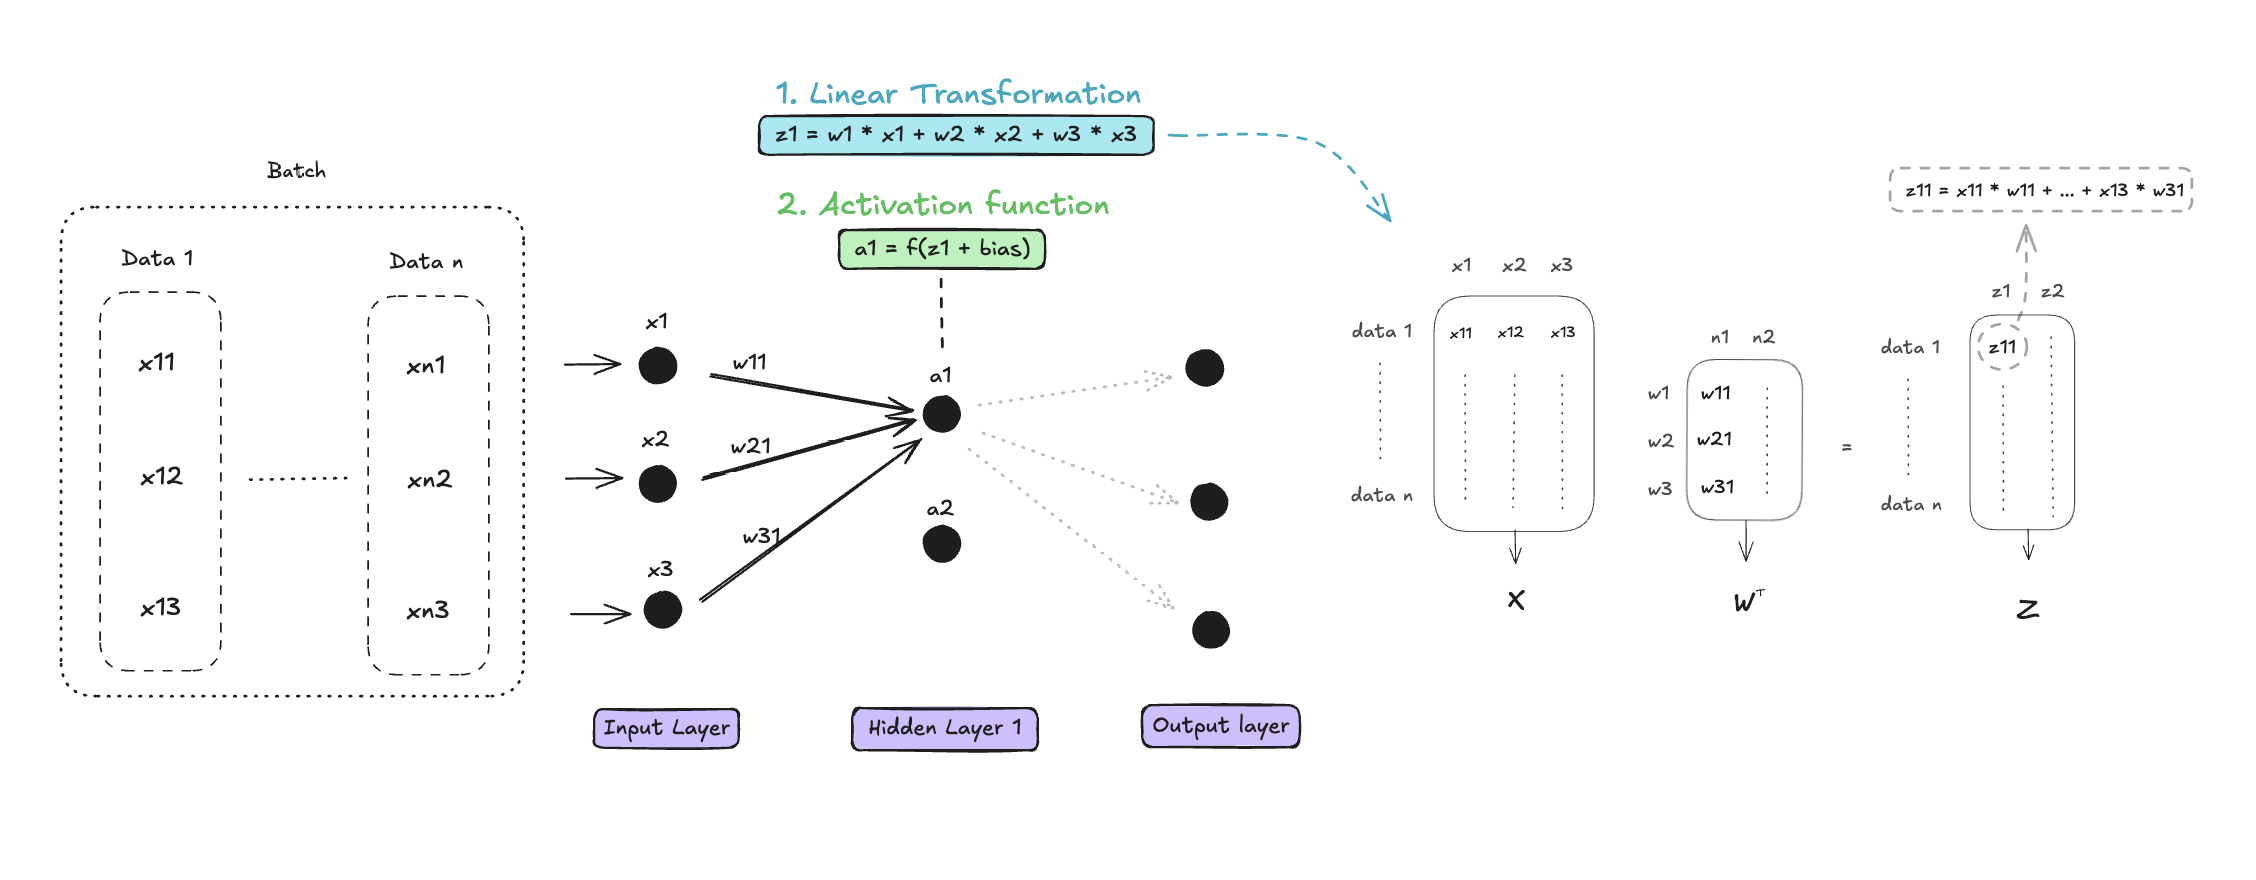 1. Linear Transformation
z1 = w1 * x1 + w2 * x2 + w3 * x3
2. Activation function
a1 = f(z1 + bias)
Batch
Data 1
x11
x12
x13
Data n
xn1
xn2
xn3
x1
x2
x3
w11
w21
w31
a1
a2
Input Layer
Hidden Layer 1
Output layer
x1 x2 x3
data 1
x11 x12 x13
data n
X
n1 n2
w1 w11
w2 w21
w3 w31
W^T
=
z11 = x11 * w11 + ... + x13 * w31
z1 z2
data 1
z11
data n
Z